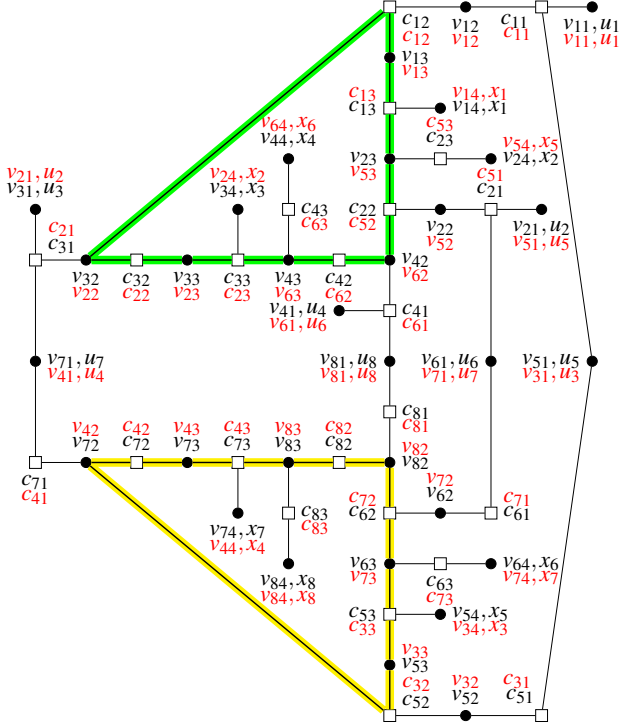 c12 c11 v11, u1
c12 v12 c11 v11, u1
v12
v13
v13
c13 v14, x1
c13 v14, x1
c53
c23
v64, x6
v44, x4
v23
v53
v54, x5
v24, x2
c51
c21
v21, u2
v31, u3
v24, x2
v34, x3
c43
c63
c22
c52
v22
v52
v21, u2
v51, u5
c21
c31
v32
v22
c32
c22
v33
v23
c33
c23
v43
v63
c42
c62
v42
v62
v41, u4
v61, u6
c41
c61
v71, u7
v41, u4
v81, u8
v81, u8
v61, u6
v71, u7
v51, u5
v31, u3
c81
c81
v42
v72
c42
c72
v43
v73
c43
c73
v83
v83
c82
c82
v82
v82
c71
c41
c72
c62
v72
v62
c71
c61
v74, x7
v44, x4
c83
c83
v63
v73
c63
c73
v64, x6
v74, x7
v84, x8
v84, x8
c53
c33
v54, x5
v34, x3
v33
v53
c32
c52
v32
v52
c31
c51